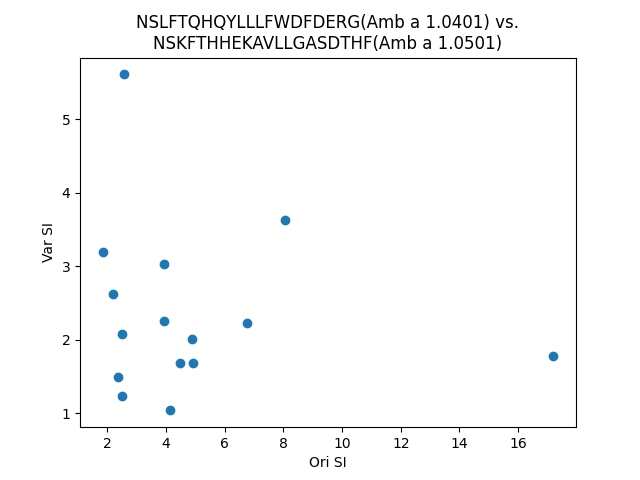 NSLFTQHQYLLLFWDFDERG(Amb a 1.0401) vs.
NSKFTHHEKAVLLGASDTHF(Amb a 1.0501)
5
4
3
2
1
Var SI
2 4 6 8 10 12 14 16
Ori SI